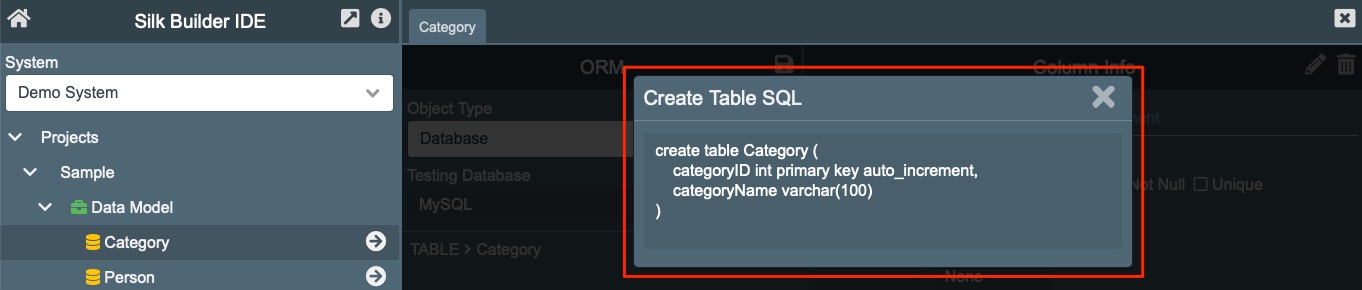 Silk Builder IDE
System
Demo System
Projects
Sample
Data Model
Category
Person
Category
ORM
Column Info
Object Type
Database
Testing Database
MySQL
TABLE > Category
Not Null Unique
None
Create Table SQL
create table Category (
categoryID int primary key auto_increment,
categoryName varchar(100)
)